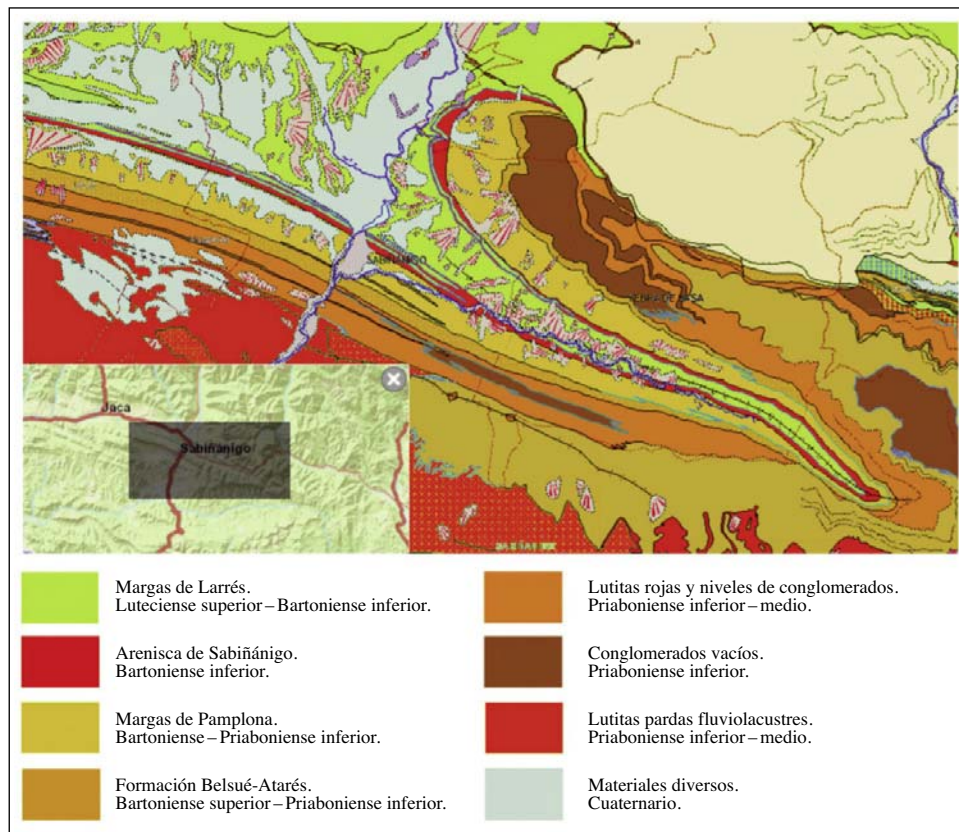 SABIÑÁNIGO
Jaca
Sabiñánigo
Margas de Larrés.
Luteciense superior – Bartoniense inferior.
Arenisca de Sabiñánigo.
Bartoniense inferior.
Margas de Pamplona.
Bartoniense – Priaboniense inferior.
Formación Belsué-Atarés.
Bartoniense superior – Priaboniense inferior.
Lutitas rojas y niveles de conglomerados.
Priaboniense inferior – medio.
Conglomerados vacíos.
Priaboniense inferior.
Lutitas pardas fluviolacustres.
Priaboniense inferior – medio.
Materiales diversos.
Cuaternario.